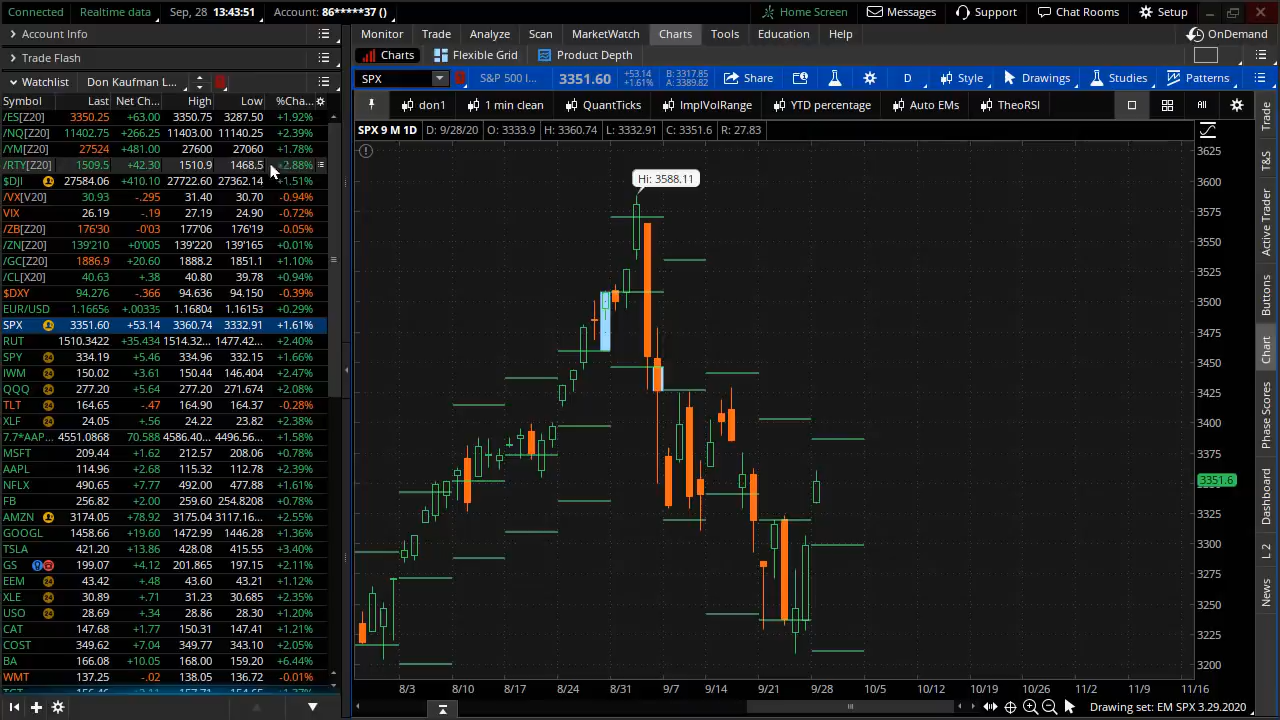 Connected Realtime data Sep, 28 13:43:51 Account: 86*****37 () Home Screen Messages Support Chat Rooms Setup
Account Info
Trade Flash
Watchlist Don Kaufman L...
Symbol Last Net Ch... High Low %Cha...
/ES[Z20] 3350.25 +63.00 3375.00 3287.50 +1.92%
/NQ[Z20] 11402.75 +266.25 11403.00 11140.25 +2.39%
/YM[Z20] 27524 +481.00 27600 27060 +1.78%
/RTY[Z20] 1509.5 +42.30 1510.9 1468.5 +2.88%
$DJI 27584.06 +410.10 27722.60 27362.14 +1.51%
/VX[V20] 30.93 -.295 31.40 30.70 -0.94%
VIX 26.19 -.19 27.19 24.90 -0.72%
/ZB[Z20] 176'30 -0'03 177'06 176'19 -0.05%
/ZN[Z20] 139'210 +0'005 139'220 139'165 +0.01%
/GC[Z20] 1886.9 +20.60 1888.2 1851.1 +1.10%
/CL[X20] 40.63 +.38 40.80 39.78 +0.94%
$DXY 94.276 -.366 94.636 94.150 -0.39%
EUR/USD 1.16656 +.00335 1.16804 1.16153 +0.29%
SPX 3351.60 +53.14 3360.74 3332.91 +1.61%
RUT 1510.3422 +35.434 1514.32... 1477.68... +2.40%
SPY 334.19 +5.46 334.96 332.15 +1.66%
IWM 150.02 +3.61 150.44 146.404 +2.47%
QQQ 277.20 +5.64 277.20 271.674 +2.08%
TLT 164.65 -.47 164.90 164.37 -0.28%
XLF 24.05 +.56 24.22 23.82 +2.38%
7.7*AAP... 4551.0868 70.588 4586.40... 4496.56... +1.58%
MSFT 209.44 +1.62 212.57 208.06 +0.78%
AAPL 114.96 +2.68 115.32 112.78 +2.39%
NFLX 490.65 +7.77 492.00 477.88 +1.61%
FB 256.82 +2.00 259.60 254.8208 +0.78%
AMZN 3174.05 +78.92 3175.04 3117.16... +2.55%
GOOGL 1458.66 +19.60 1472.99 1446.28 +1.36%
TSLA 421.20 +13.86 428.08 415.55 +3.40%
GS 199.07 +4.12 201.865 197.15 +2.11%
EEM 43.42 +.48 43.60 43.21 +1.12%
XLE 30.89 +.71 31.23 30.685 +2.35%
USO 28.69 +.34 28.86 28.30 +1.20%
CAT 147.68 +1.77 150.31 147.41 +1.21%
COST 349.62 +7.04 349.77 343.10 +2.05%
BA 166.08 +10.05 168.00 159.20 +6.44%
WMT 137.25 -.02 138.05 136.72 -0.01%
Monitor Trade Analyze Scan MarketWatch Charts Tools Education Help OnDemand
Charts Flexible Grid Product Depth
SPX S&P 500 I... 3351.60 +53.14 +1.61% B: 3317.85 A: 3389.82 Share D Style Drawings Studies Patterns
don1 1 min clean QuantTicks ImplVolRange YTD percentage Auto EMs TheoRSI All
SPX 9 M 1D D: 9/28/20 O: 3333.9 H: 3360.74 L: 3332.91 C: 3351.6 R: 27.83
Hi: 3588.11
3625
3600
3575
3550
3525
3500
3475
3450
3425
3400
3375
3351.6
3325
3300
3275
3250
3225
3200
8/3 8/10 8/17 8/24 8/31 9/7 9/14 9/21 9/28 10/5 10/12 10/19 10/26 11/2 11/9 11/16
Drawing set: EM SPX 3.29.2020
Trade
T&S
Active Trader
Buttons
Chart
Phase Scores
Dashboard
L 2
News